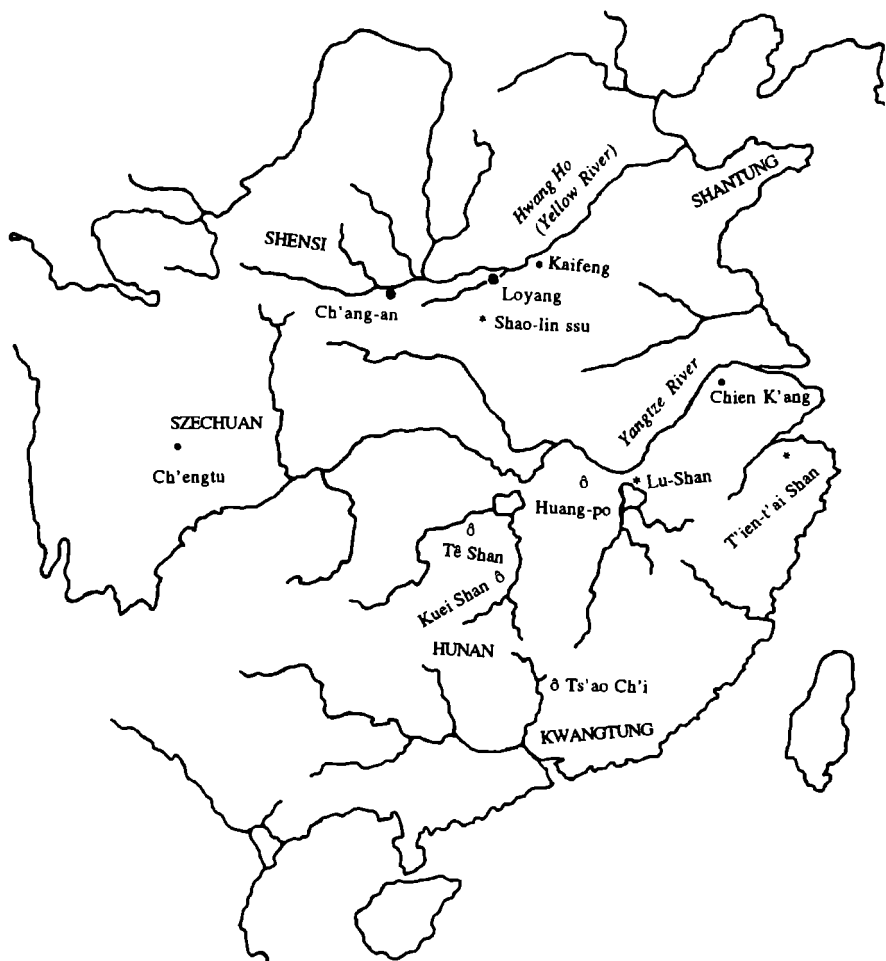 Hwang Ho
(Yellow River)
SHANTUNG
SHENSI
Kaifeng
Loyang
Ch'ang-an
Shao-lin ssu
Yangtze River
Chien K'ang
SZECHUAN
Ch'engtu
Lu-Shan
Huang-po
T'ien-t'ai Shan
Tê Shan
Kuei Shan
HUNAN
Ts'ao Ch'i
KWANGTUNG